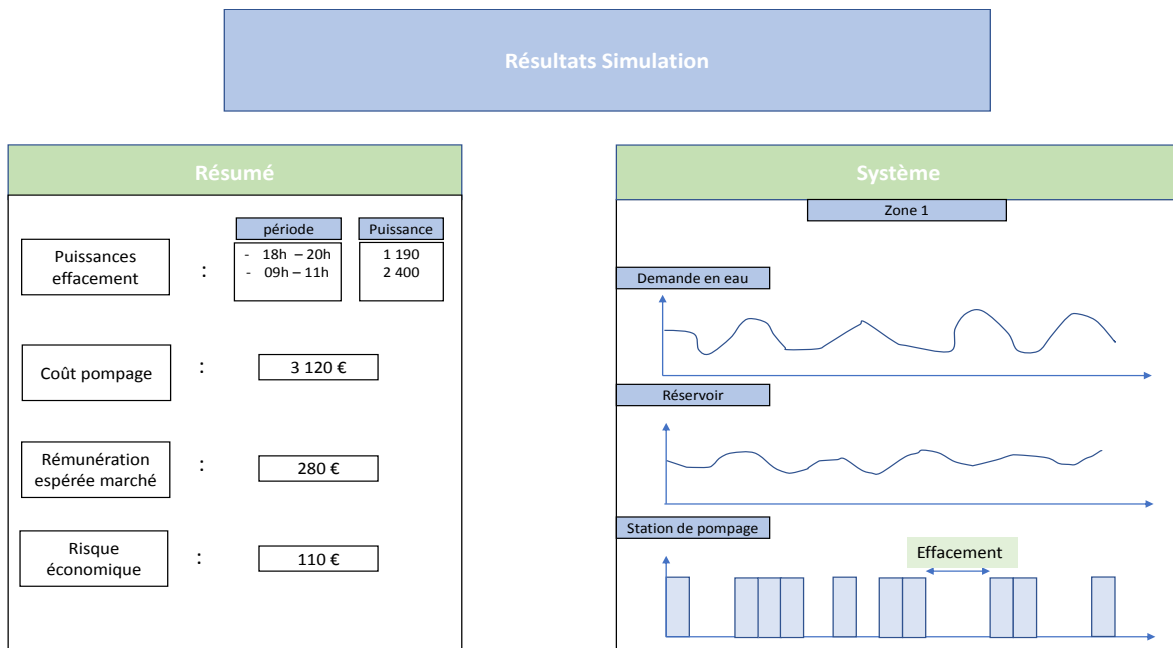 Résultats Simulation
Résumé
période
Puissance
Puissances
effacement
:
- 18h – 20h
- 09h – 11h
1 190
2 400
Coût pompage
:
3 120 €
Rémunération
espérée marché
:
280 €
Risque
économique
:
110 €
Système
Zone 1
Demande en eau
Réservoir
Station de pompage
Effacement